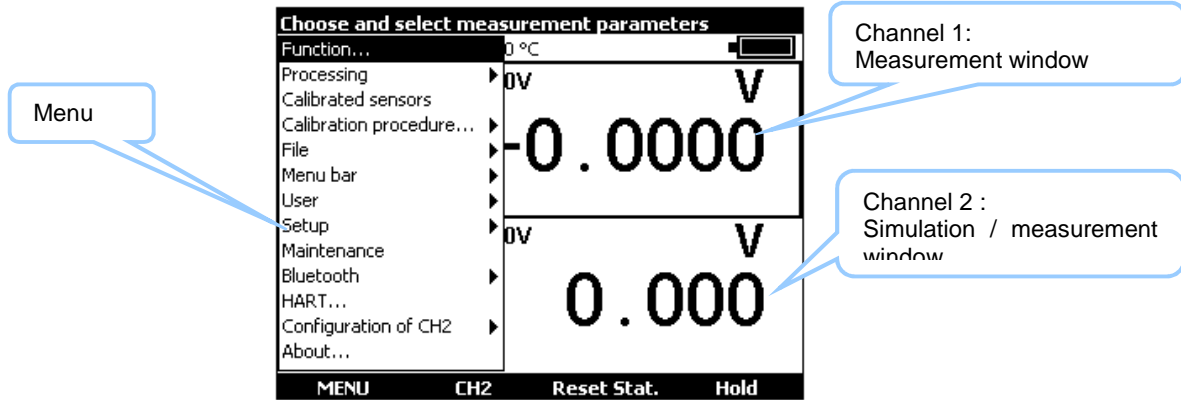 Choose and select measurement parameters
Function...
0 °C
Processing
0V
V
Calibrated sensors
Calibration procedure...
-0.0000
File
Menu bar
User
Setup
0V
V
Maintenance
Bluetooth
0.000
HART...
Configuration of CH2
About...
MENU CH2 Reset Stat. Hold
Menu
Channel 1:
Measurement window
Channel 2 :
Simulation / measurement
window